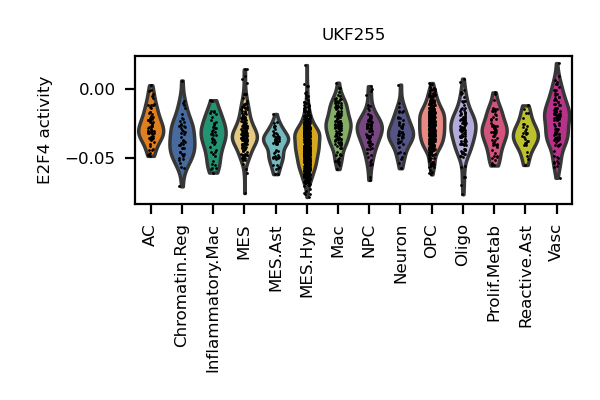 UKF255
E2F4 activity
0.00
−0.05
AC
Chromatin.Reg
Inflammatory.Mac
MES
MES.Ast
MES.Hyp
Mac
NPC
Neuron
OPC
Oligo
Prolif.Metab
Reactive.Ast
Vasc